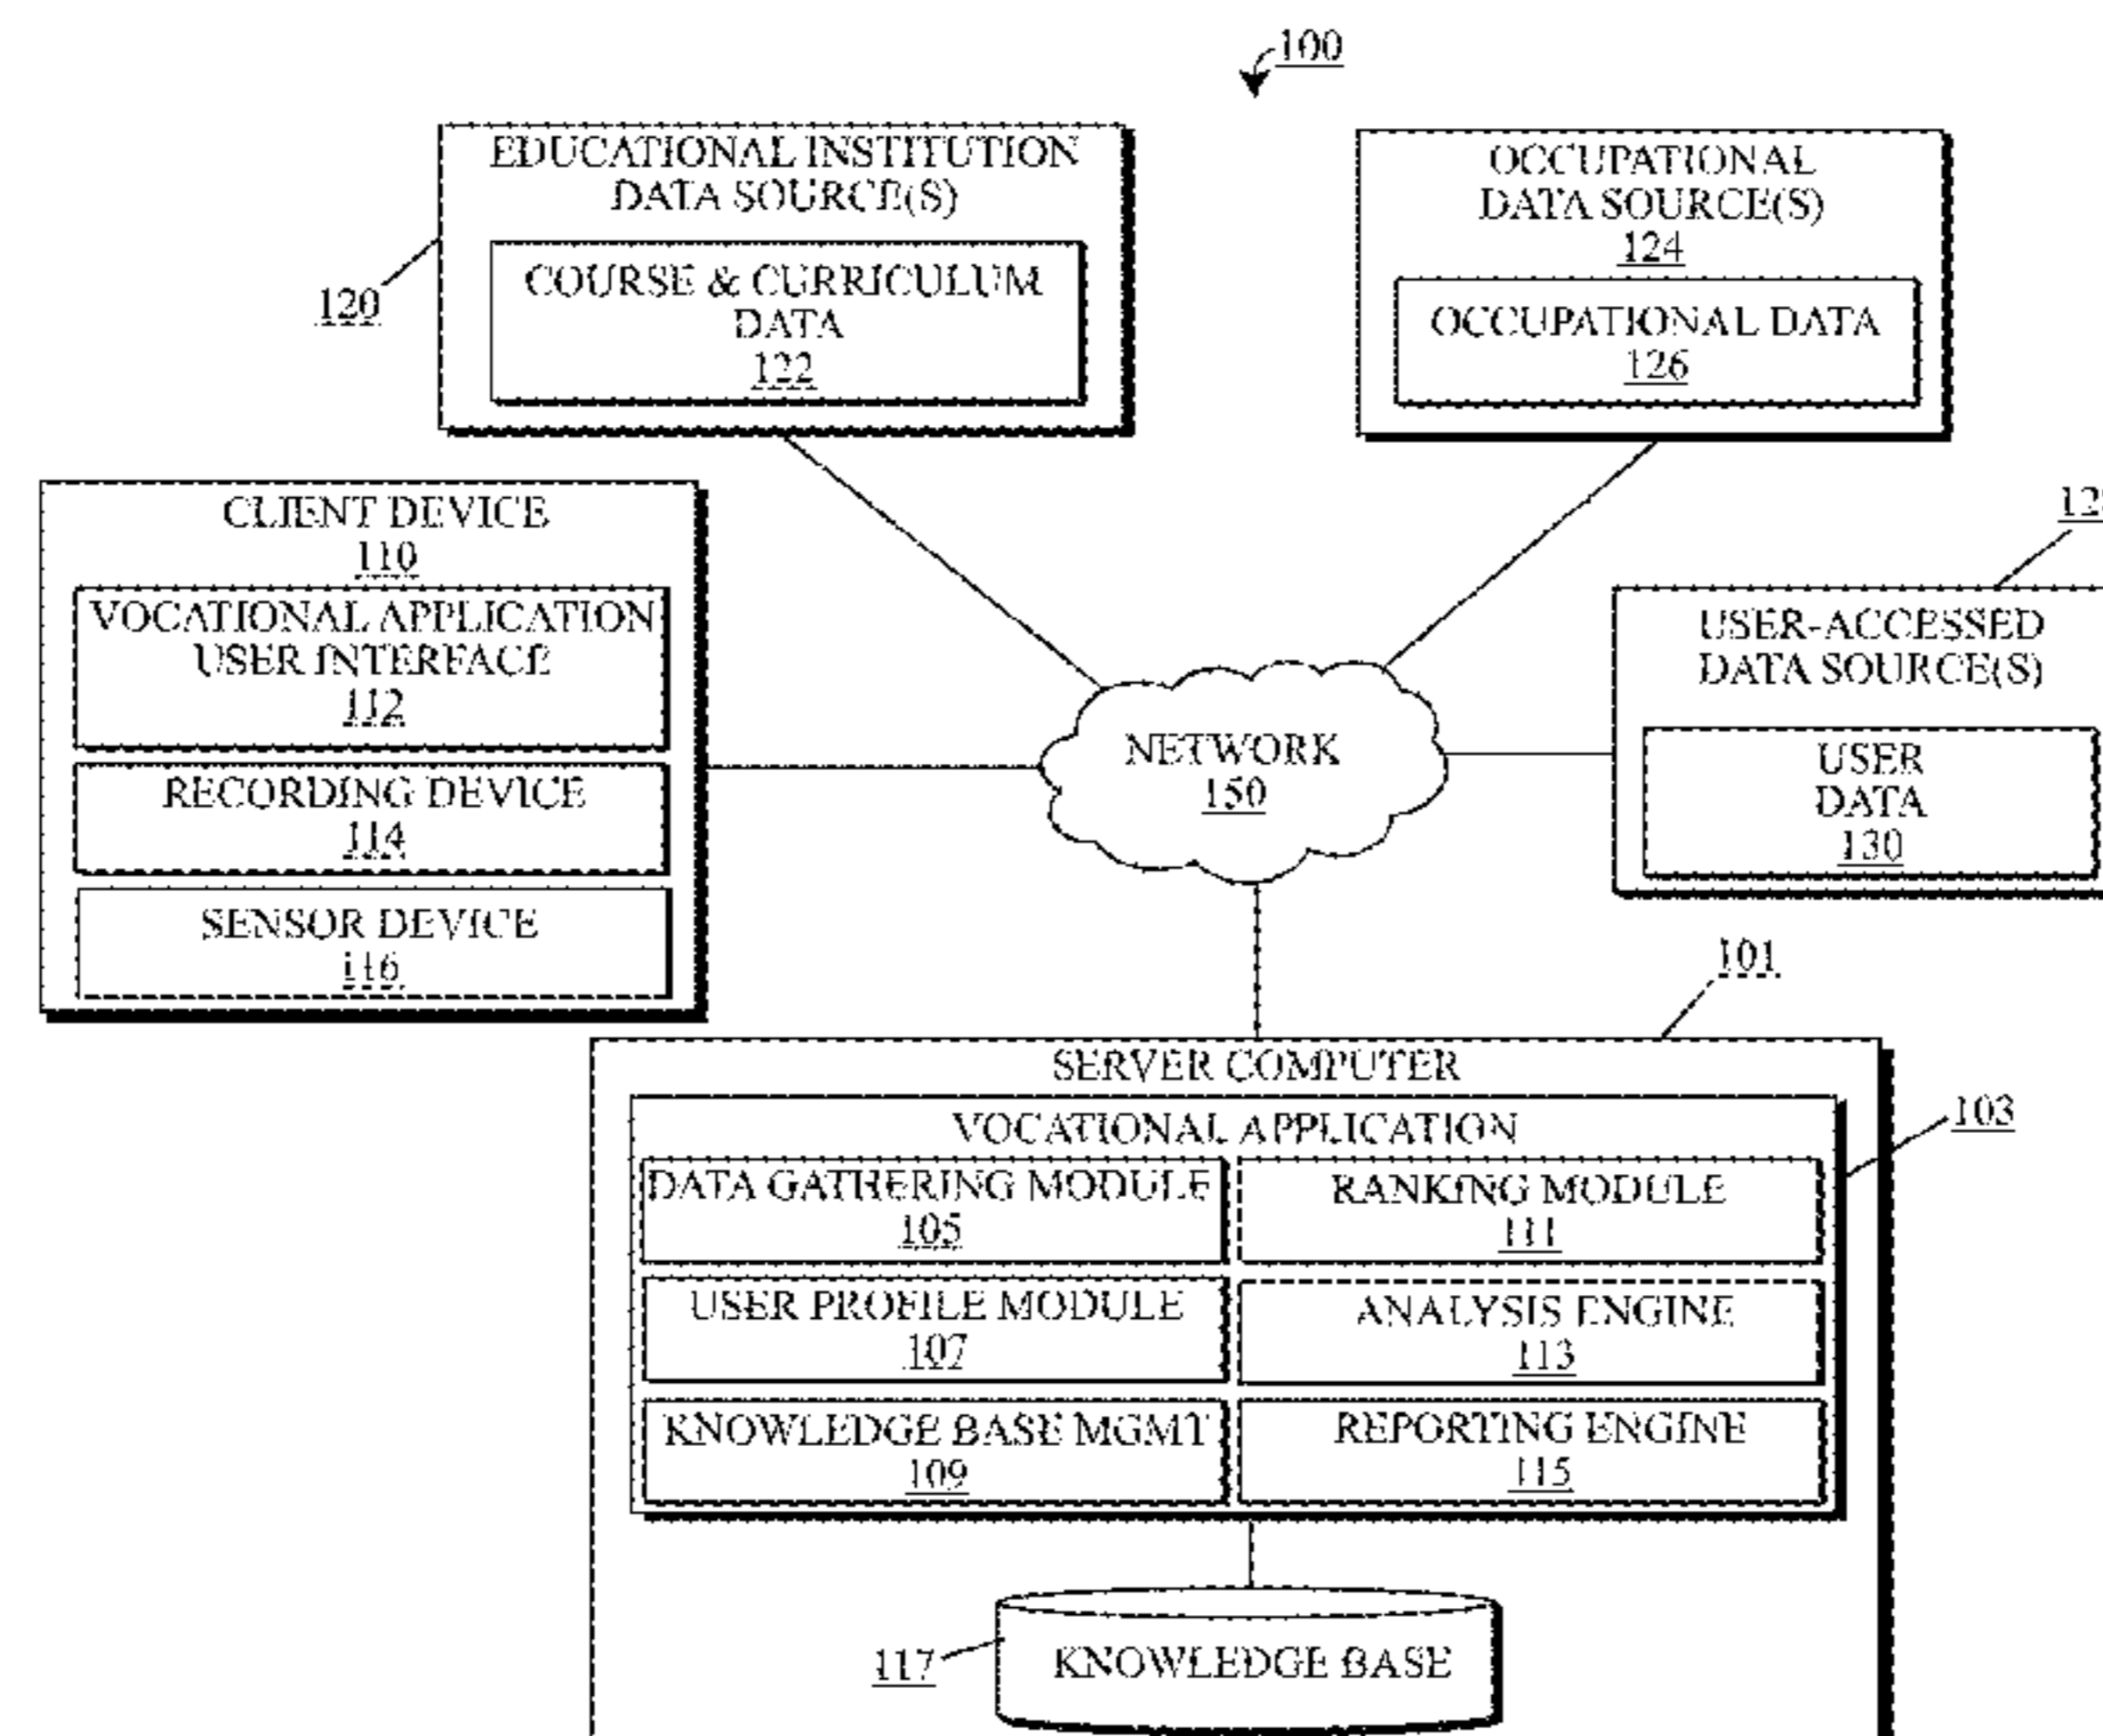 100
EDUCATIONAL INSTITUTION
DATA SOURCE(S)
COURSE & CURRICULUM
DATA
122
120
OCCUPATIONAL
DATA SOURCE(S)
124
OCCUPATIONAL DATA
126
CLIENT DEVICE
110
VOCATIONAL APPLICATION
USER INTERFACE
112
RECORDING DEVICE
114
SENSOR DEVICE
116
NETWORK
150
USER-ACCESSED
DATA SOURCE(S)
USER
DATA
130
101
SERVER COMPUTER
103
VOCATIONAL APPLICATION
DATA GATHERING MODULE
105
RANKING MODULE
111
USER PROFILE MODULE
107
ANALYSIS ENGINE
113
KNOWLEDGE BASE MGMT
109
REPORTING ENGINE
115
117
KNOWLEDGE BASE